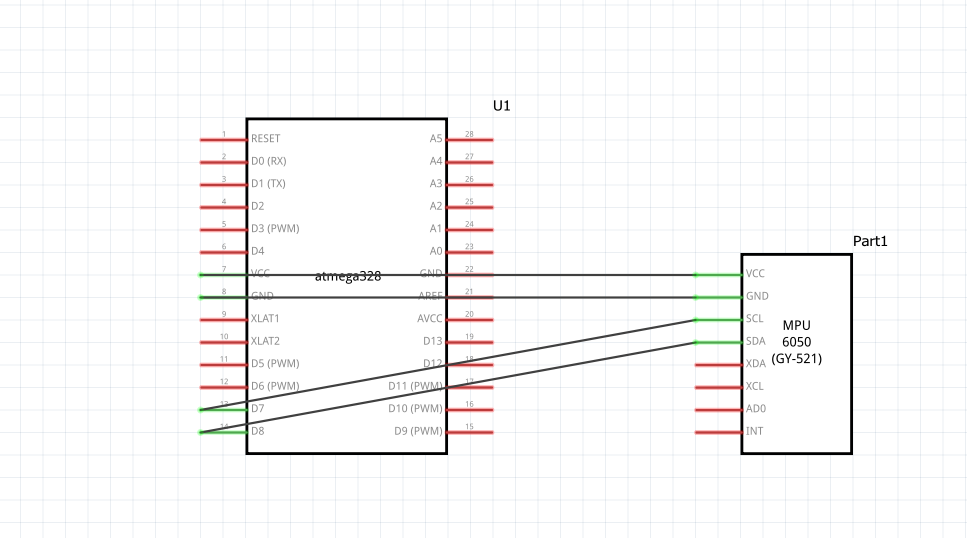 U1
1 RESET A5 28
2 D0 (RX) A4 27
3 D1 (TX) A3 26
4 D2 A2 25
5 D3 (PWM) A1 24
6 D4 A0 23
7 VCC atmega328 GND 22
8 GND AREF 21
9 XLAT1 AVCC 20
10 XLAT2 D13 19
11 D5 (PWM) D12 18
12 D6 (PWM) D11 (PWM) 17
13 D7 D10 (PWM) 16
14 D8 D9 (PWM) 15
Part1
VCC
GND
SCL
SDA
XDA
XCL
AD0
INT
MPU
6050
(GY-521)